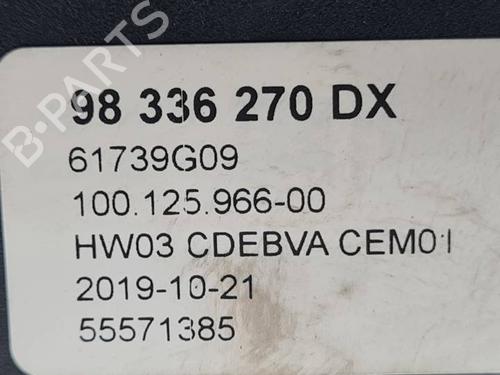 B-PARTS
98 336 270 DX
61739G09
100.125.966-00
HW03 CDEBVA CEM01
2019-10-21
55571385